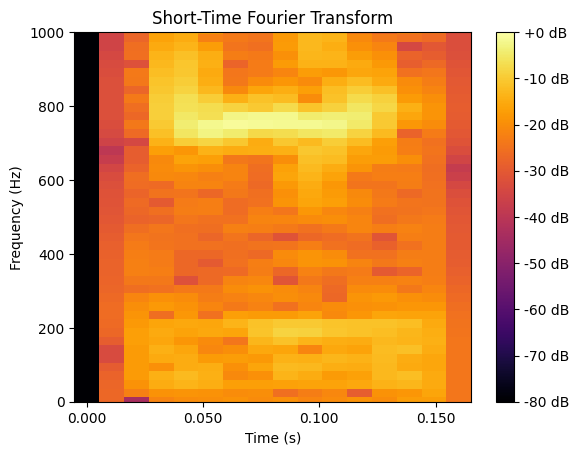 Short-Time Fourier Transform
1000
800
600
400
200
0
Frequency (Hz)
0.000
0.050
0.100
0.150
Time (s)
+0 dB
-10 dB
-20 dB
-30 dB
-40 dB
-50 dB
-60 dB
-70 dB
-80 dB